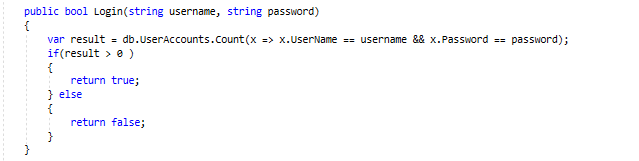 public bool Login(string username, string password)
{
var result = db.UserAccounts.Count(x => x.UserName == username && x.Password == password);
if(result > 0 )
{
return true;
} else
{
return false;
}
}